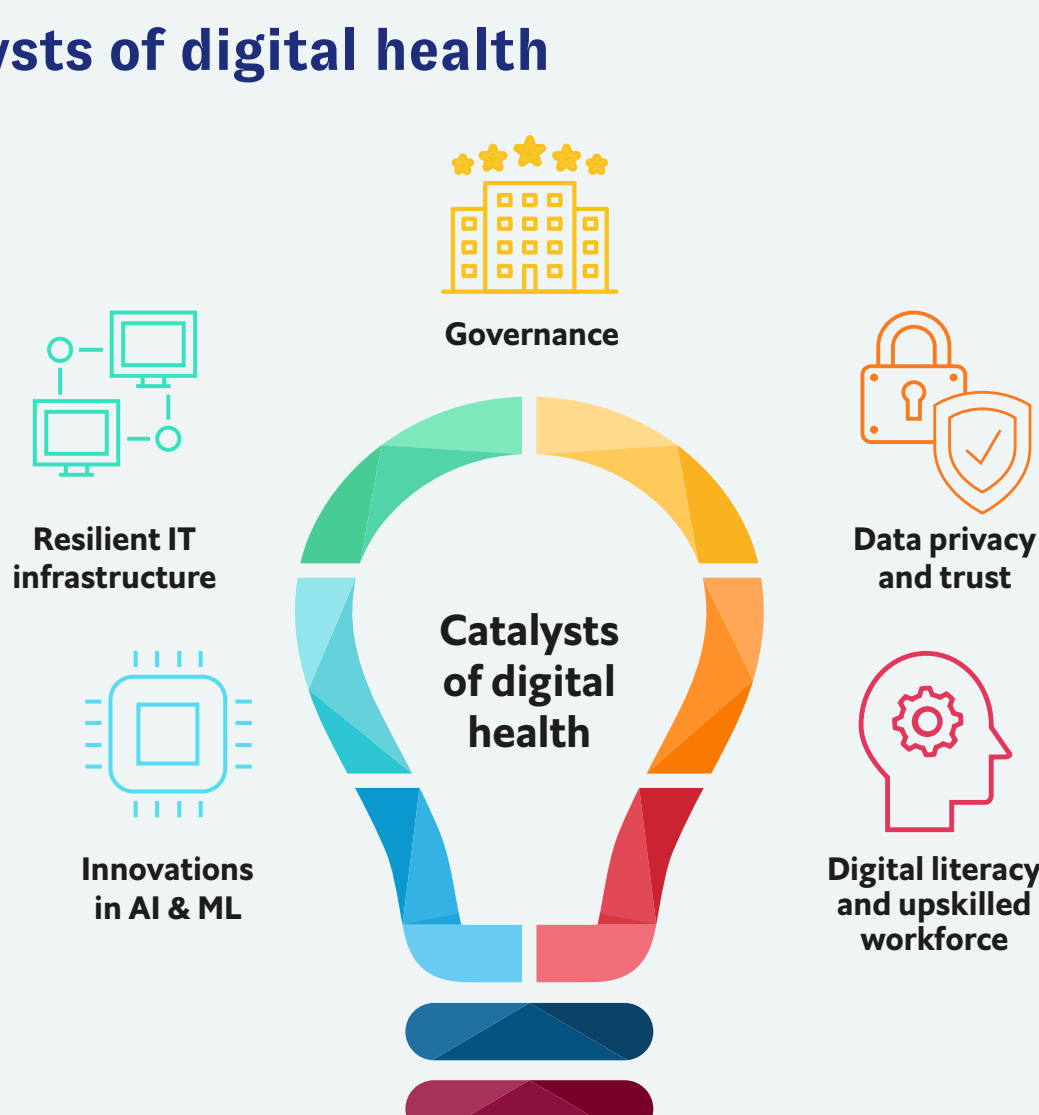 ysts of digital health
Governance
Resilient IT
infrastructure
Data privacy
and trust
Catalysts
of digital
health
Innovations
in AI & ML
Digital literacy
and upskilled
workforce